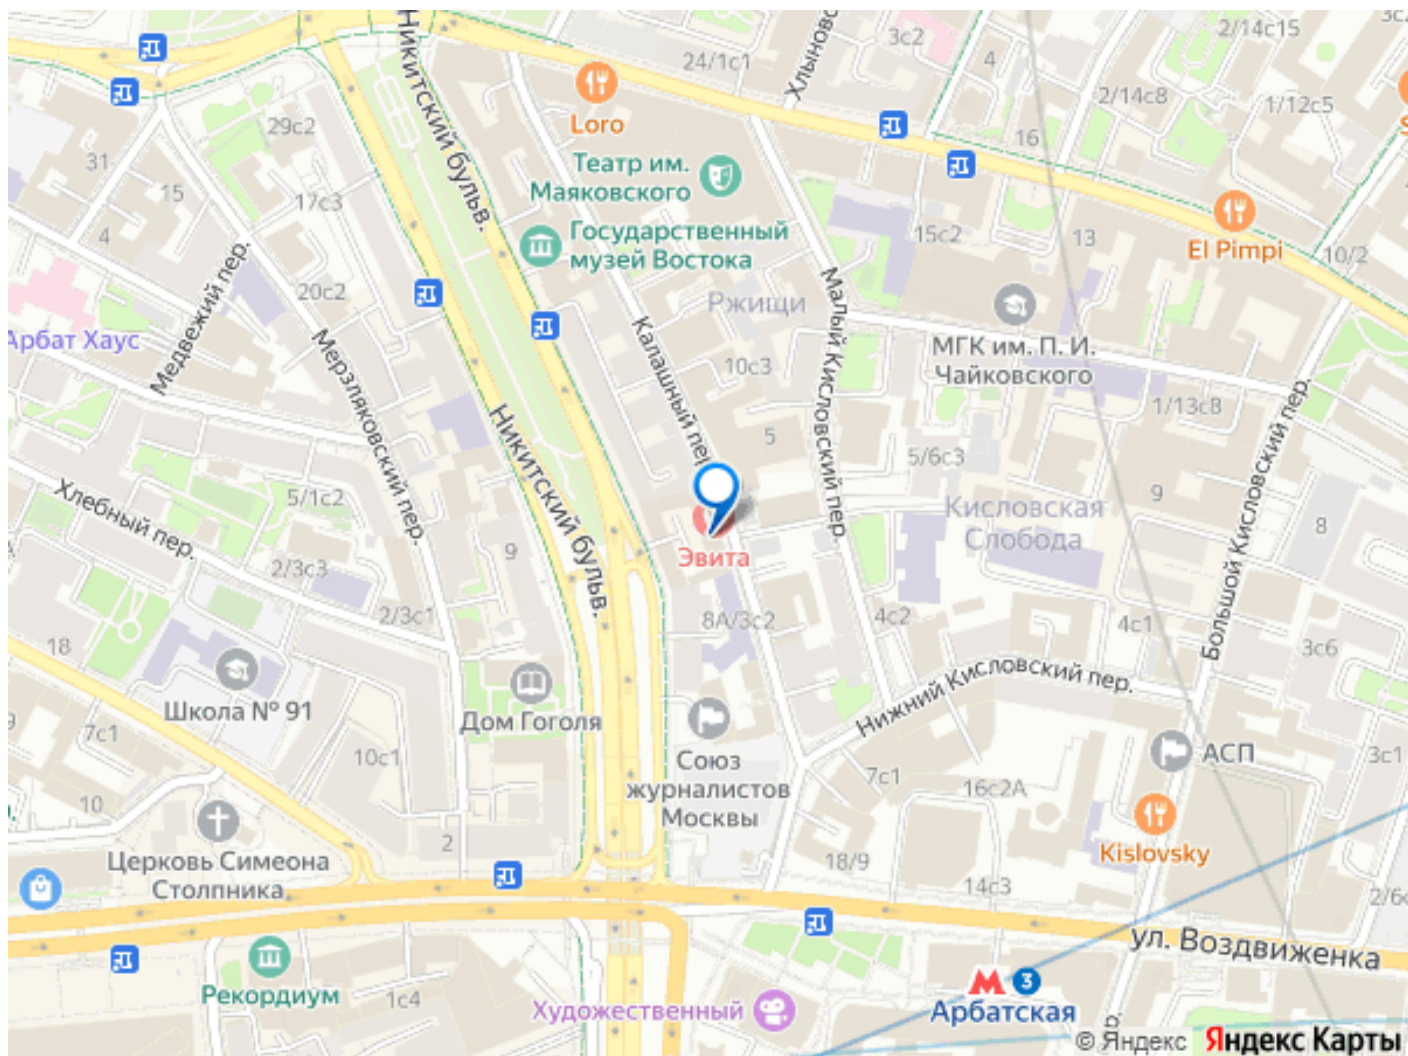 Никитский бульв.
Хлыновс
3с2
2/14с15
3с
24/1с1
4
2/14с8
1/12с5
Loro
29с2
16
31
15
Театр им.
Маяковского
17с3
4
Государственный
музей Востока
15с2
13
El Pimpi
10/2
Медвежий пер.
20с2
Ржищи
Малый Кисловский пер.
Арбат Хаус
Мерзляковский пер.
Калашный пер
10с3
МГК им. П. И.
Чайковского
1/13с8
Большой Кисловский пер.
Никитский бульв.
5
5/6с3
9
Хлебный пер.
5/1с2
Кисловская
Слобода
8
9
Эвита
2/3с3
2/3с1
8А/3с2
4с2
4с1
3с6
18
Нижний Кисловский пер.
Школа № 91
Дом Гоголя
9
7с1
10с1
Союз
журналистов
Москвы
7с1
16с2А
АСП
3с1
10
2
Церковь Симеона
Столпника
18/9
Kislovsky
14с3
2/6с
ул. Воздвиженка
Рекордиум
1с4
Художественный
3
Арбатская
р.
© Яндекс Яндекс Карты